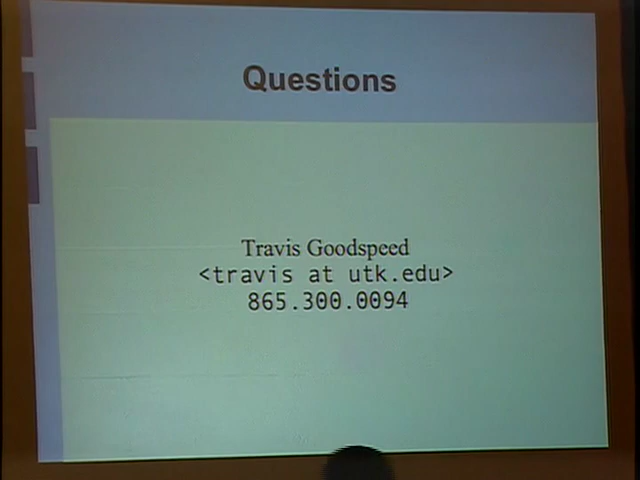 Questions
Travis Goodspeed
<travis at utk.edu>
865.300.0094